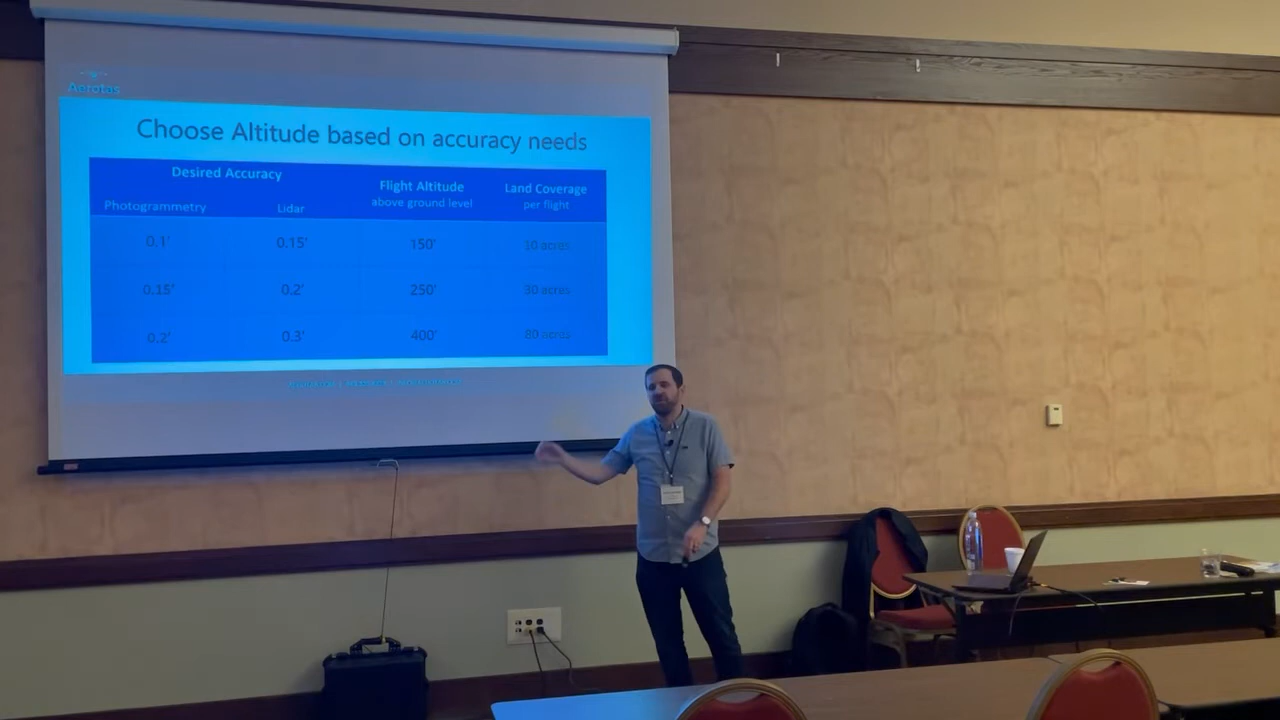 Aerotas
Choose Altitude based on accuracy needs
Desired Accuracy
Photogrammetry Lidar
Flight Altitude
above ground level
Land Coverage
per flight
0.1' 0.15' 150' 10 acres
0.15' 0.2' 250' 30 acres
0.2' 0.3' 400' 80 acres